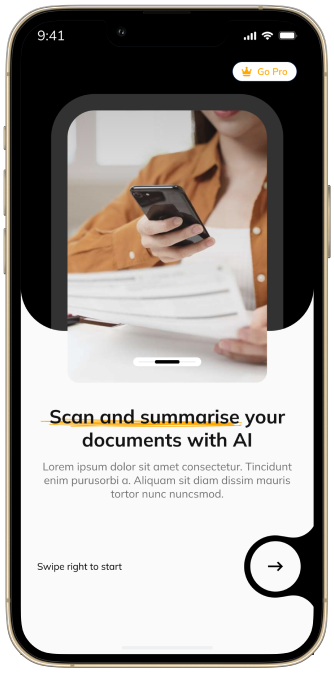 9:41
Go Pro
Scan and summarise your
documents with AI
Lorem ipsum dolor sit amet consectetur. Tincidunt
enim purusorbi a. Aliquam sit diam dissim mauris
tortor nunc nuncsmod.
Swipe right to start